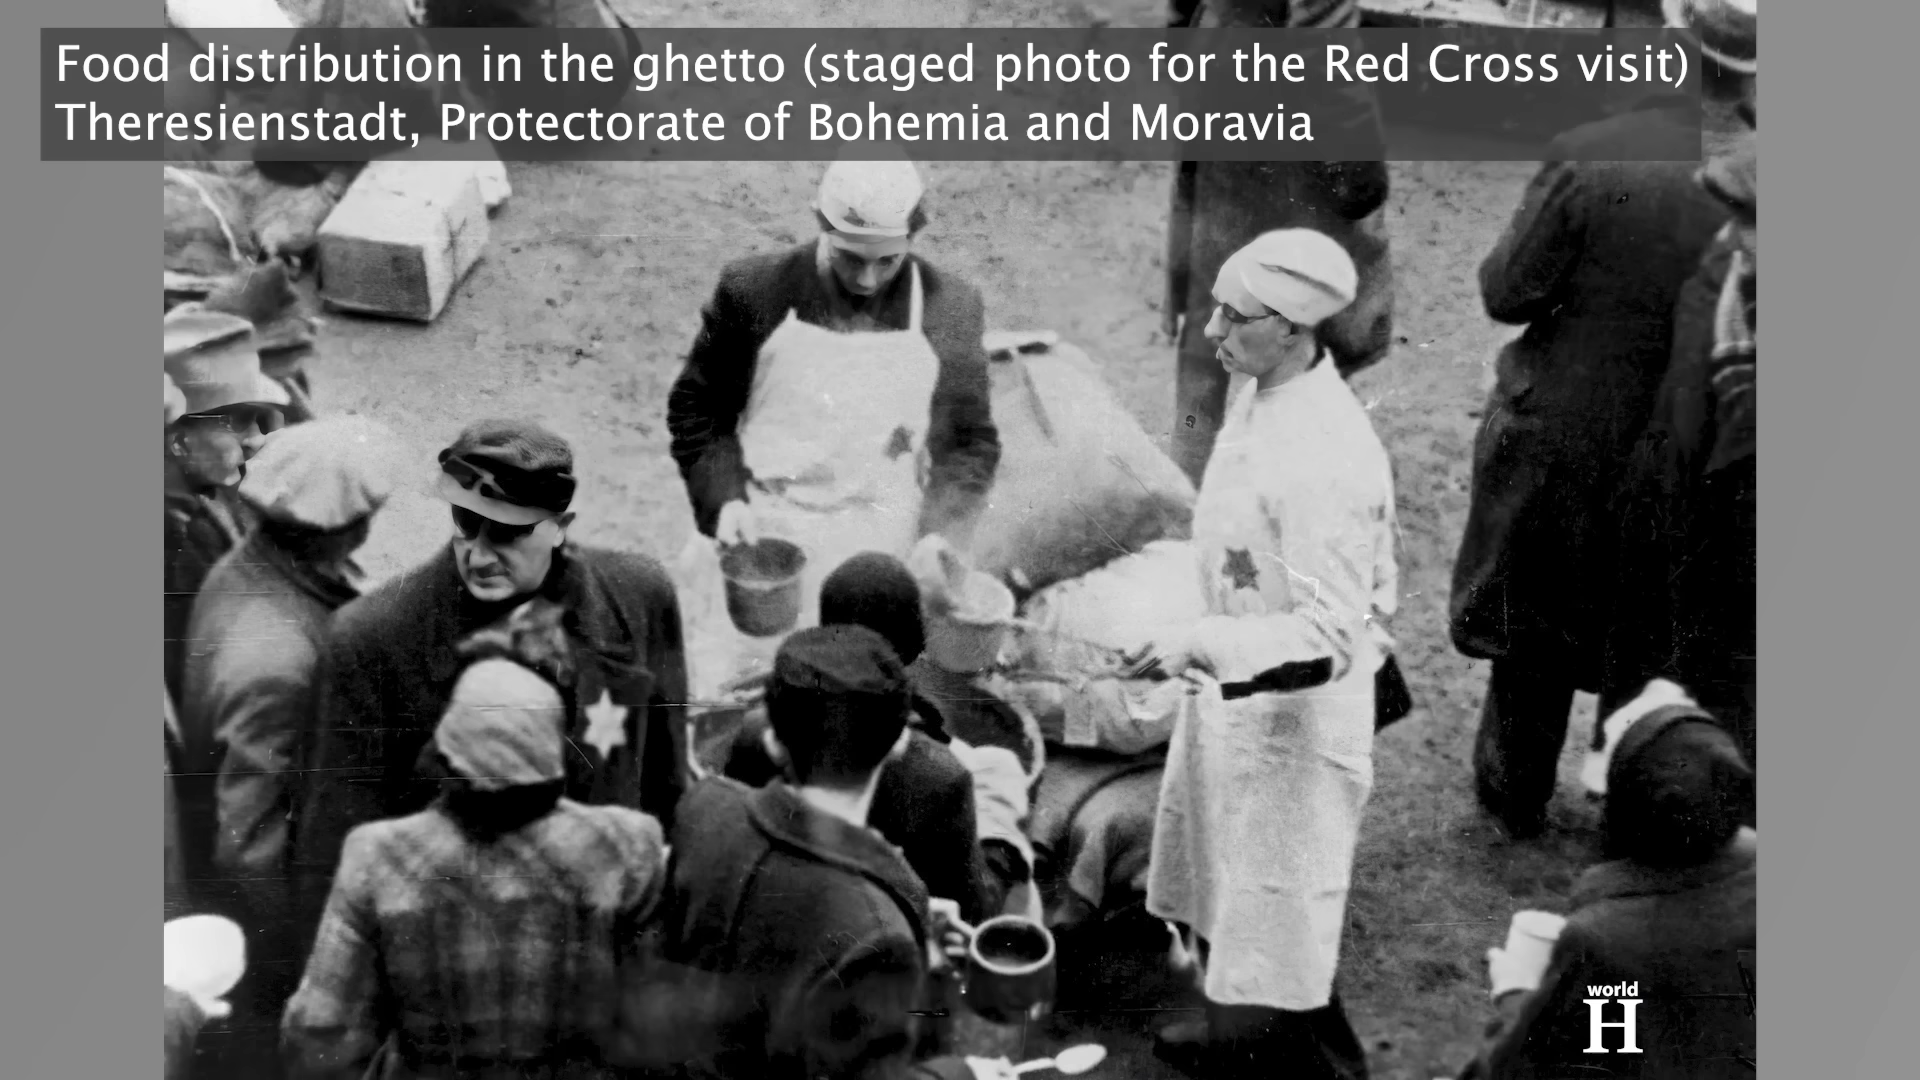 Food distribution in the ghetto (staged photo for the Red Cross visit)
Theresienstadt, Protectorate of Bohemia and Moravia
world
H